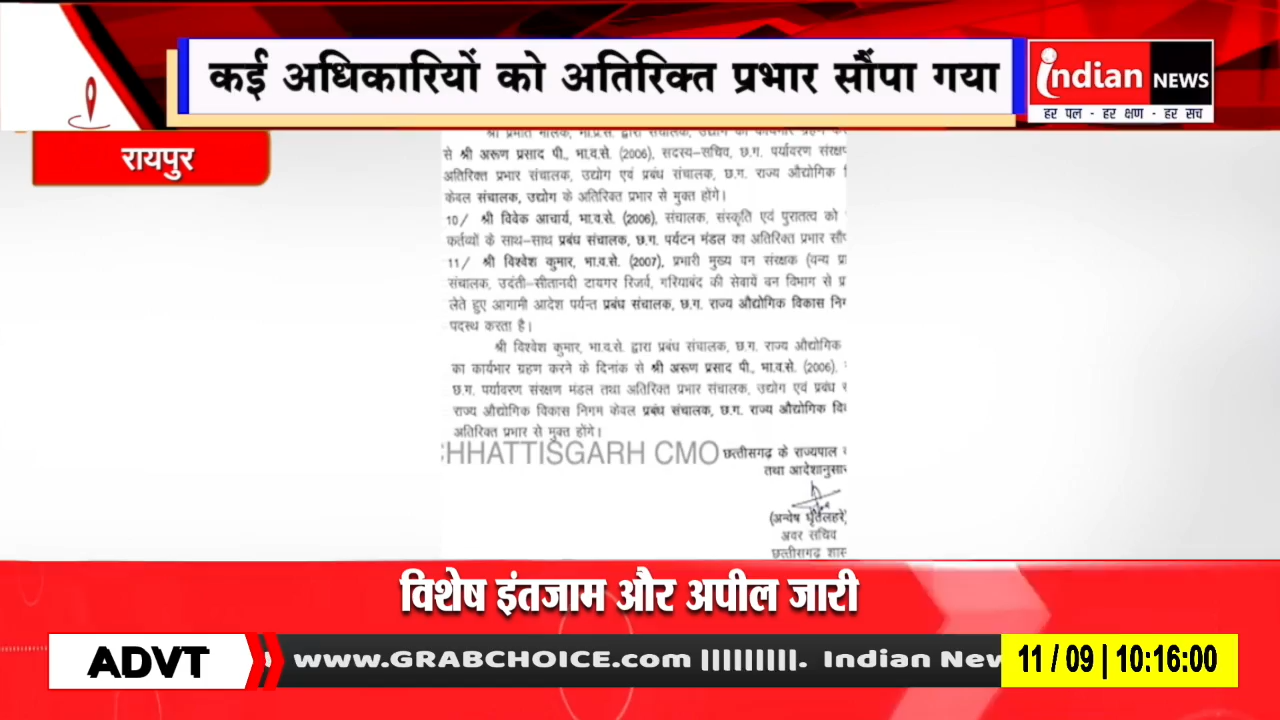 कई अधिकारियों को अतिरिक्त प्रभार सौंपा गया
indian NEWS
हर पल - हर क्षण - हर सच
रायपुर
से श्री अरूण प्रसाद पी., भा.व.से. (2006), सदस्य–सचिव, छ.ग. पर्यावरण
अतिरिक्त प्रभार संचालक, उद्योग एवं प्रबंध संचालक, छ.ग. राज्य औद्योगिक
केवल संचालक, उद्योग के अतिरिक्त प्रभार से मुक्त होंगे।
10/ श्री विवेक आचार्य, भा.व.से. (2006), संचालक, संस्कृति एवं पुरातत्व को
कर्तव्यों के साथ–साथ प्रबंध संचालक, छ.ग. पर्यटन मंडल का अतिरिक्त प्रभार
11/ श्री विश्वेश कुमार, भा.व.से. (2007), प्रभारी मुख्य वन संरक्षक (वन्य
संचालक, उदंती–सीतानदी टायगर रिजर्व, गरियाबंद की सेवायें वन विभाग से
लेते हुए आगामी आदेश पर्यन्त प्रबंध संचालक, छ.ग. राज्य औद्योगिक विकास
पदस्थ करता है।
श्री विश्वेश कुमार, भा.व.से. द्वारा प्रबंध संचालक, छ.ग. राज्य औद्योगिक
का कार्यभार ग्रहण करने के दिनांक से श्री अरूण प्रसाद पी., भा.व.से. (2006),
छ.ग. पर्यावरण संरक्षण मंडल तथा अतिरिक्त प्रभार संचालक, उद्योग एवं प्रबंध
राज्य औद्योगिक विकास निगम केवल प्रबंध संचालक, छ.ग. राज्य औद्योगिक
अतिरिक्त प्रभार से मुक्त होंगे।
CHHATTISGARH CMO
छत्तीसगढ़ के राज्यपाल
तथा आदेशानुसार
(अन्वेष घृतलहरे)
अवर सचिव
छत्तीसगढ़
विशेष इंतजाम और अपील जारी
ADVT
www.GRABCHOICE.com |||||||||. Indian New
11 / 09 | 10:16:00